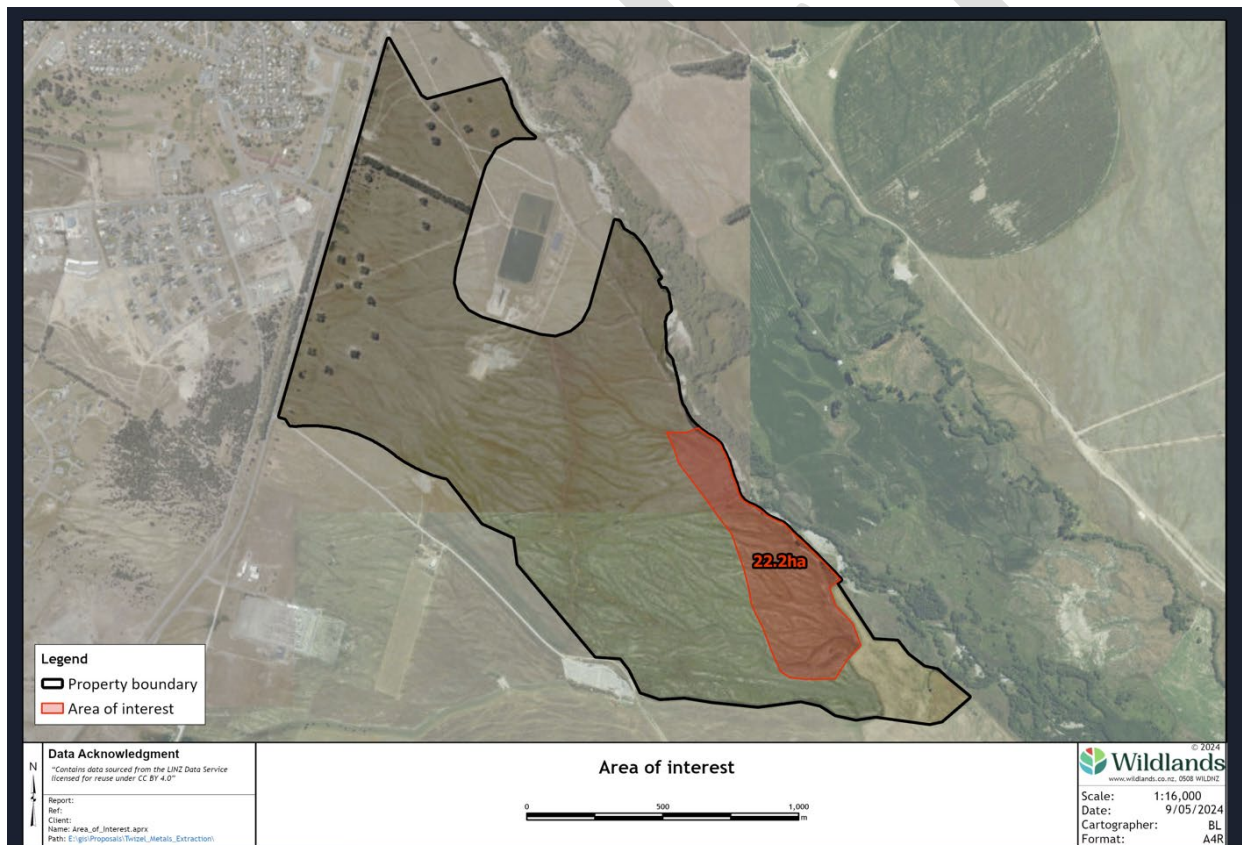 22.2ha
Legend
Property boundary
Area of interest
N
Data Acknowledgment
"Contains data sourced from the LINZ Data Service
licensed for reuse under CC BY 4.0"
Report:
Ref:
Client:
Name: Area_of_Interest.aprx
Path: E:\gis\Proposals\Twizel_Metals_Extraction\
Area of interest
0 500 1,000
m
© 2024
Wildlands
www.wildlands.co.nz, 0508 WILDNZ
Scale: 1:16,000
Date: 9/05/2024
Cartographer: BL
Format: A4R